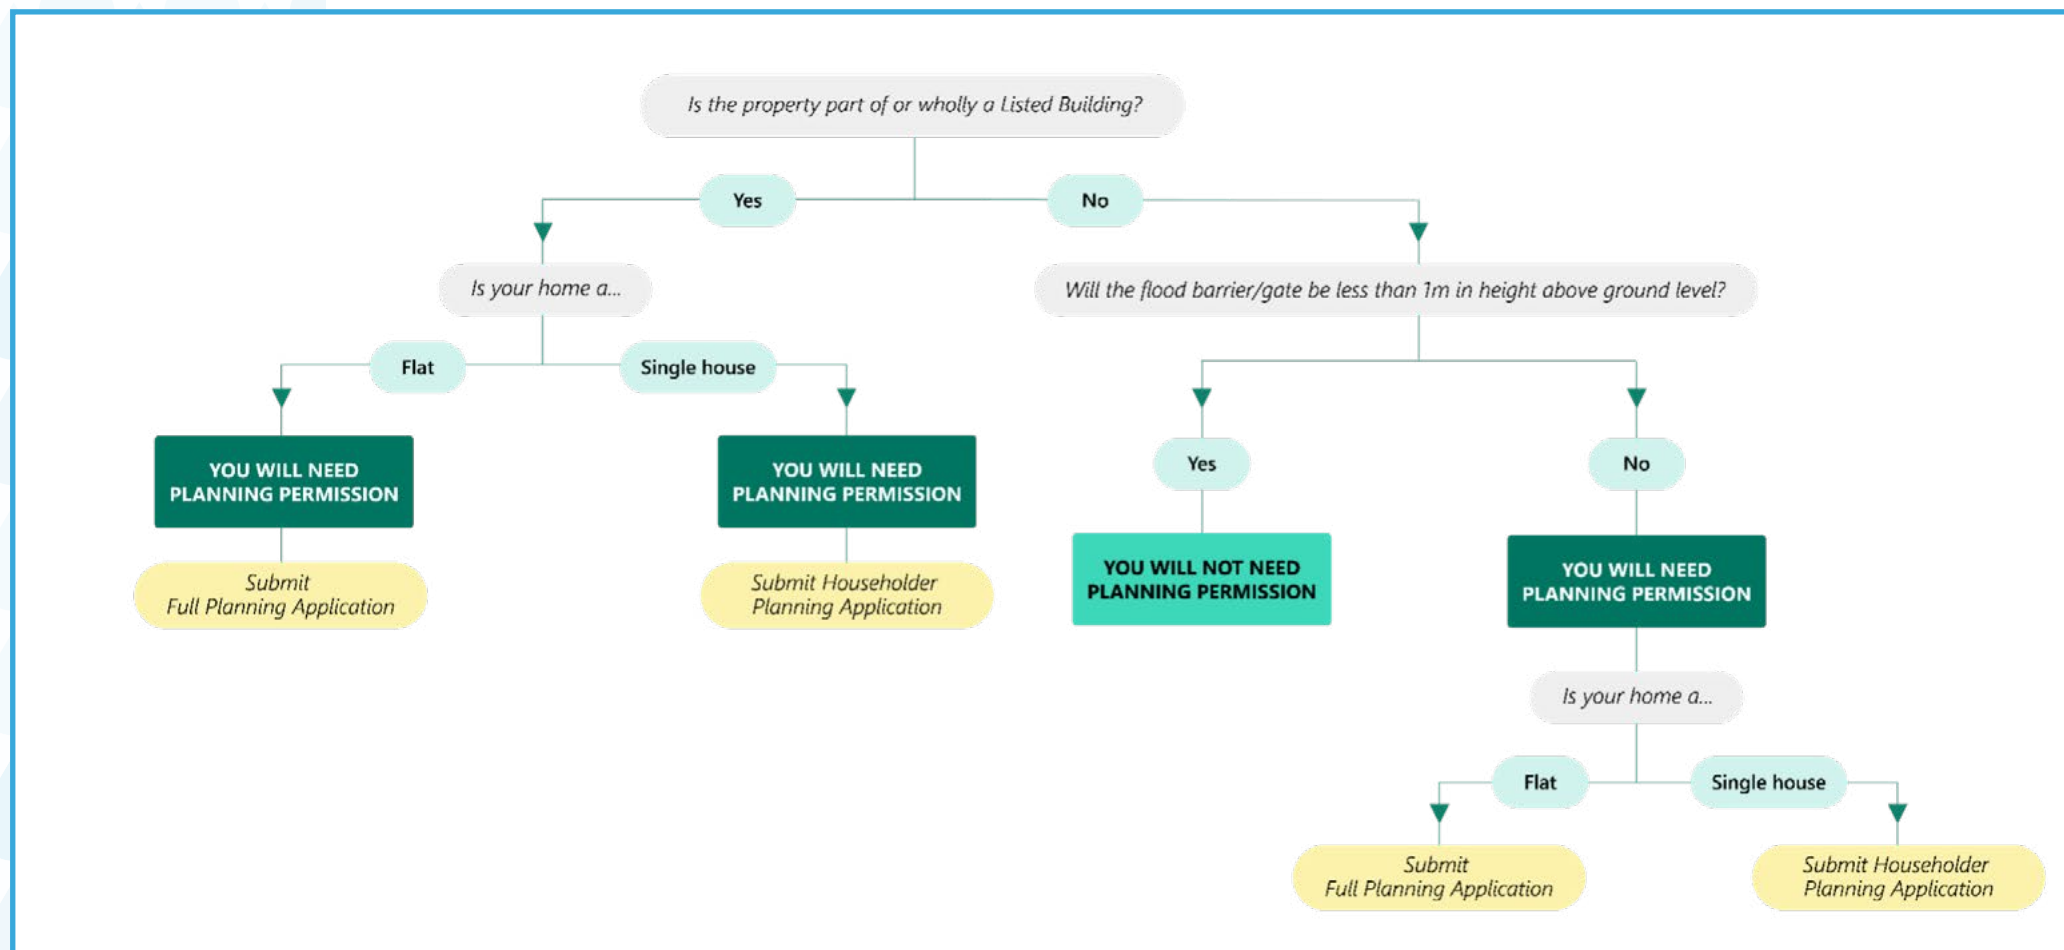 Is the property part of or wholly a Listed Building?
Yes
No
Is your home a...
Will the flood barrier/gate be less than 1m in height above ground level?
Flat
Single house
YOU WILL NEED
PLANNING PERMISSION
YOU WILL NEED
PLANNING PERMISSION
Yes
No
Submit
Full Planning Application
Submit Householder
Planning Application
YOU WILL NOT NEED
PLANNING PERMISSION
YOU WILL NEED
PLANNING PERMISSION
Is your home a...
Flat
Single house
Submit
Full Planning Application
Submit Householder
Planning Application